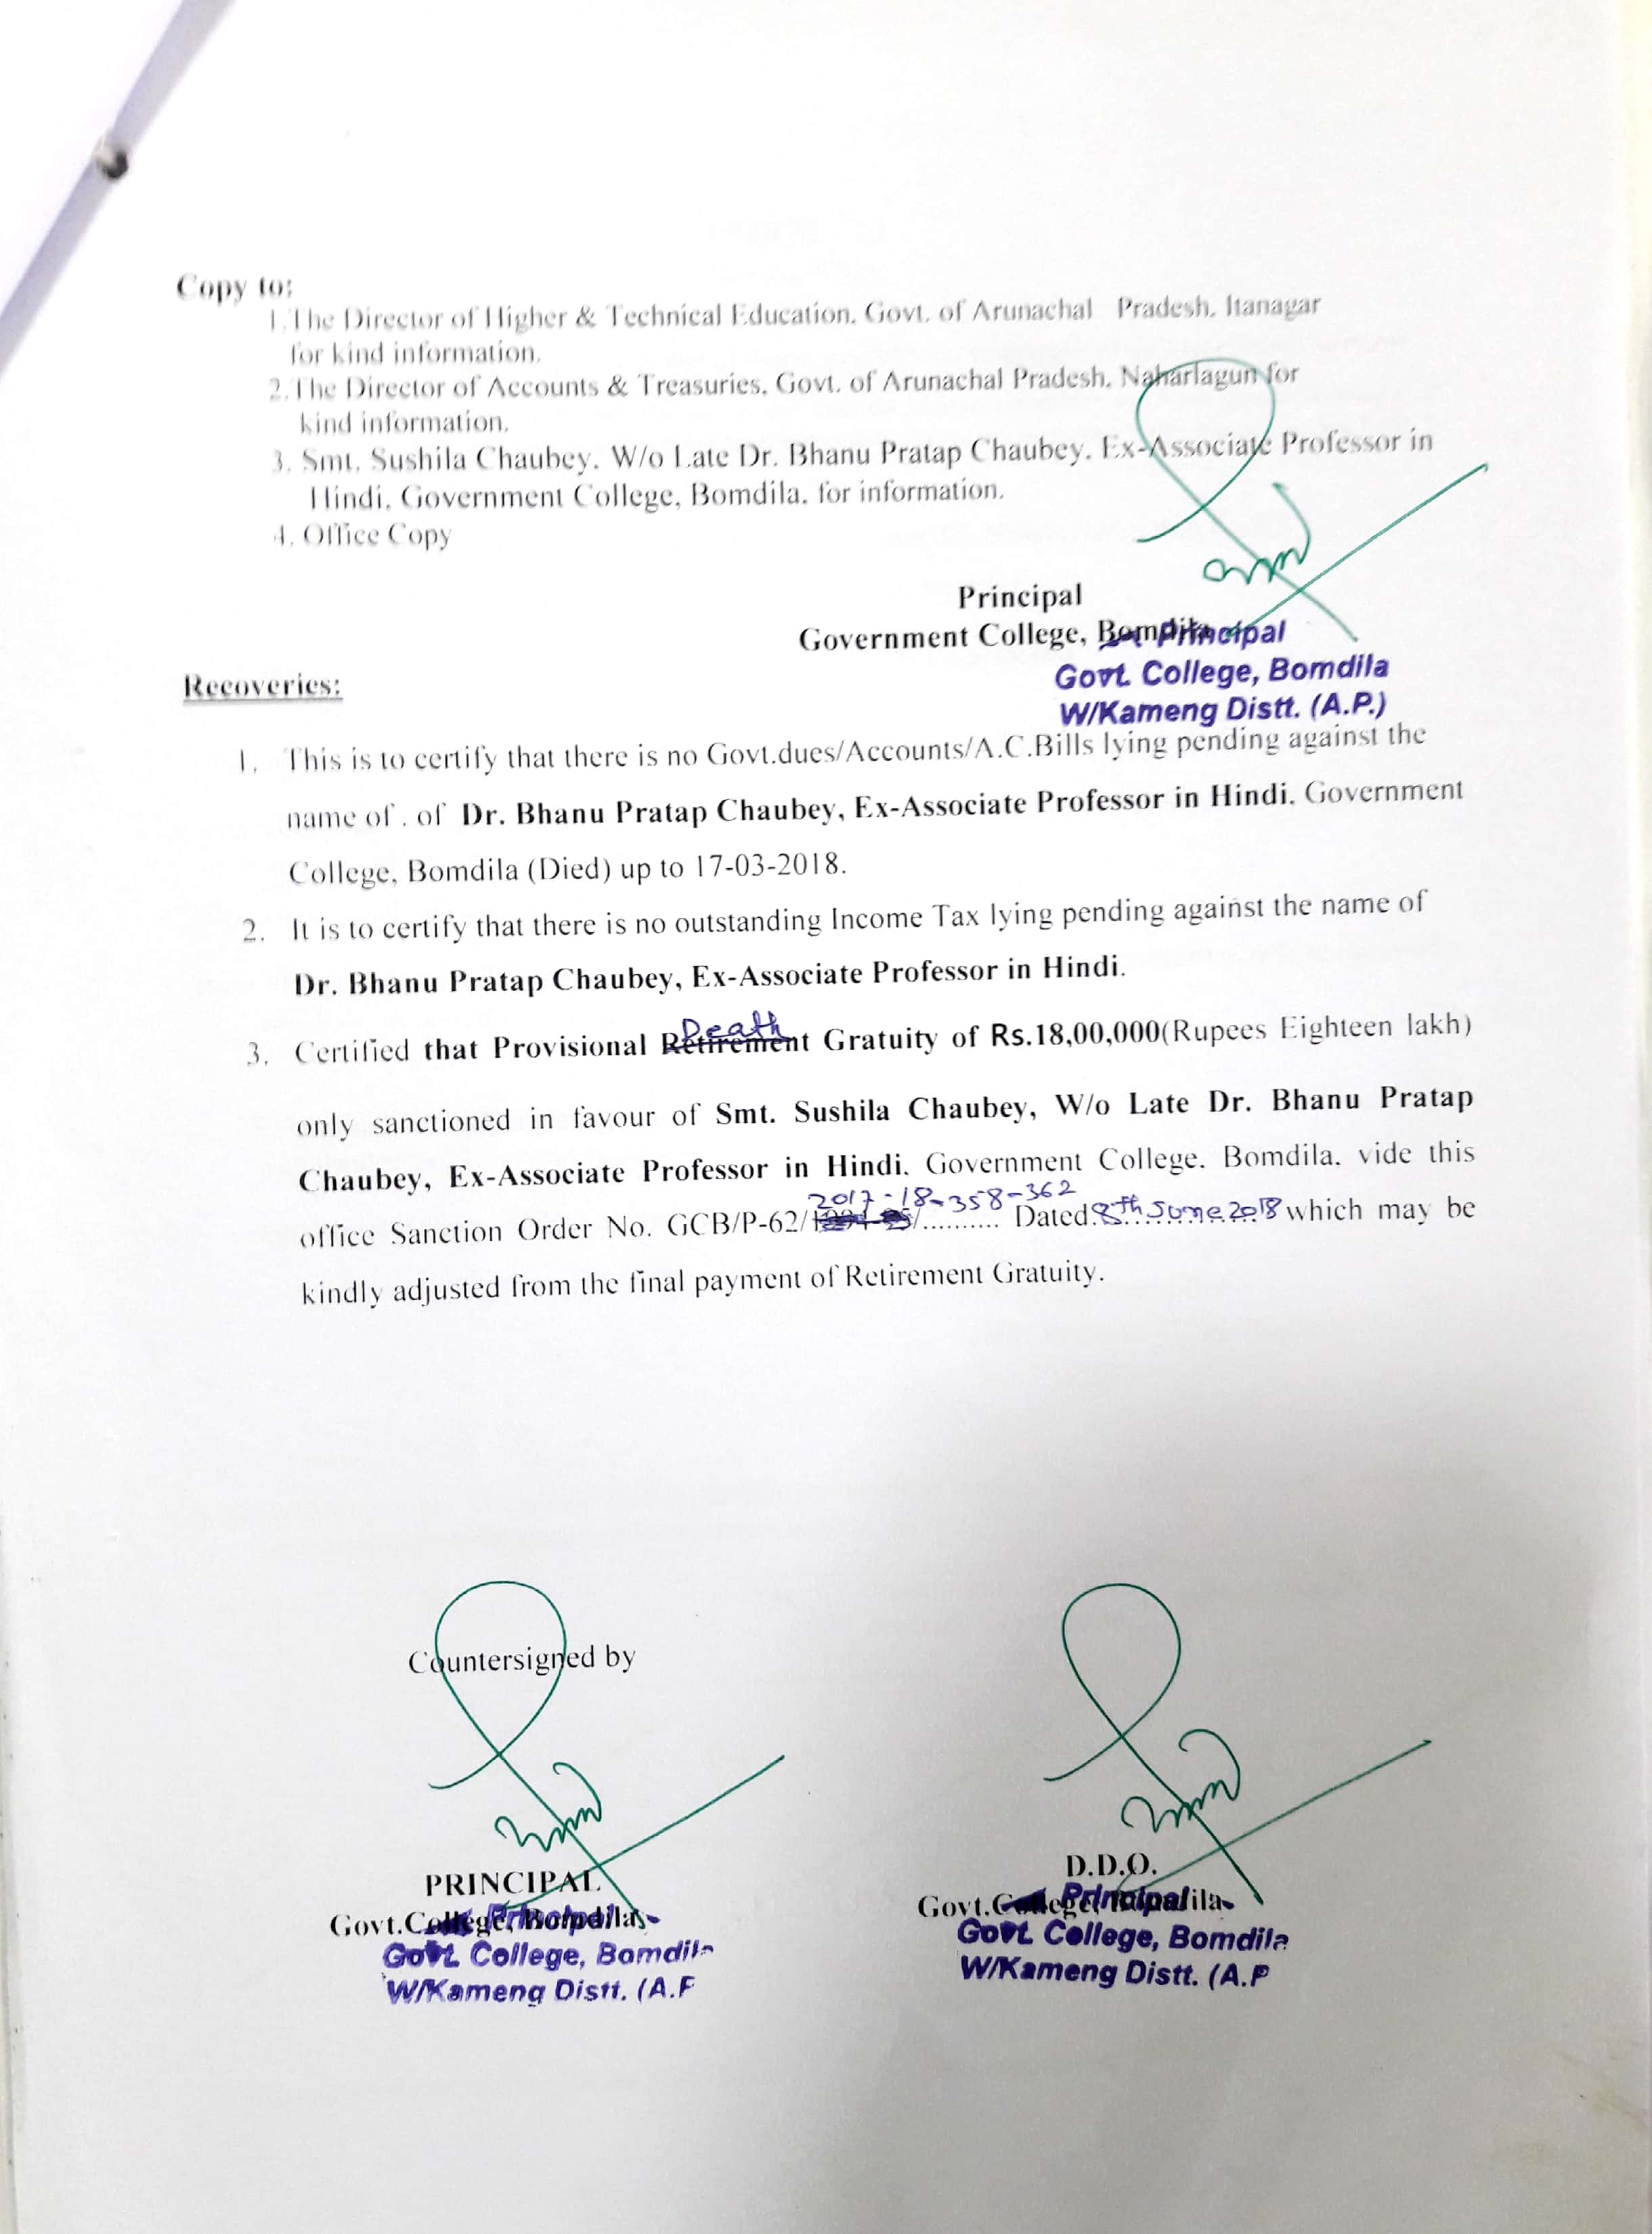 Copy to:
1.The Director of Higher & Technical Education, Govt. of Arunachal Pradesh, Itanagar
for kind information.
2.The Director of Accounts & Treasuries, Govt. of Arunachal Pradesh, Naharlagun for
kind information.
3. Smt. Sushila Chaubey, W/o Late Dr. Bhanu Pratap Chaubey, Ex-Associate Professor in
Hindi, Government College, Bomdila, for information.
4. Office Copy
Principal
Government College, Bomdila
Principal
Govt. College, Bomdila
W/Kameng Distt. (A.P.)
Recoveries:
1. This is to certify that there is no Govt.dues/Accounts/A.C.Bills lying pending against the
name of . of Dr. Bhanu Pratap Chaubey, Ex-Associate Professor in Hindi, Government
College, Bomdila (Died) up to 17-03-2018.
2. It is to certify that there is no outstanding Income Tax lying pending against the name of
Dr. Bhanu Pratap Chaubey, Ex-Associate Professor in Hindi.
Death
3. Certified that Provisional Retirement Gratuity of Rs.18,00,000(Rupees Eighteen lakh)
only sanctioned in favour of Smt. Sushila Chaubey, W/o Late Dr. Bhanu Pratap
Chaubey, Ex-Associate Professor in Hindi, Government College, Bomdila, vide this
2017-18-358-362
office Sanction Order No. GCB/P-62/ /.......... Dated.8th June 2018 which may be
kindly adjusted from the final payment of Retirement Gratuity.
Countersigned by
PRINCIPAL
Govt.College, Bomdila
Principal
Govt. College, Bomdila
W/Kameng Distt. (A.P
D.D.O.
Govt.College, Bomdila
Principal
Govt. College, Bomdila
W/Kameng Distt. (A.P